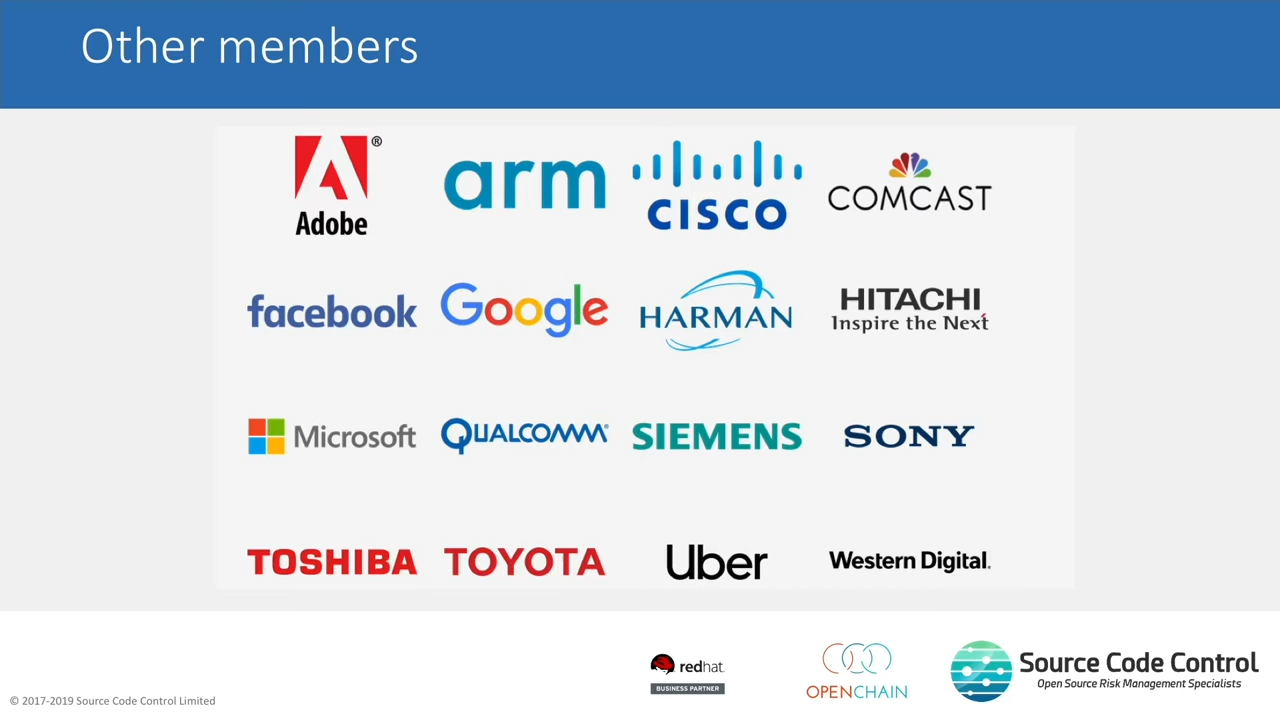 Other members
Adobe®
arm
CISCO
COMCAST
facebook
Google
HARMAN
HITACHI
Inspire the Next
Microsoft
QUALCOMM®
SIEMENS
SONY
TOSHIBA
TOYOTA
Uber
Western Digital.
redhat.
BUSINESS PARTNER
OPENCHAIN
Source Code Control
Open Source Risk Management Specialists
© 2017-2019 Source Code Control Limited